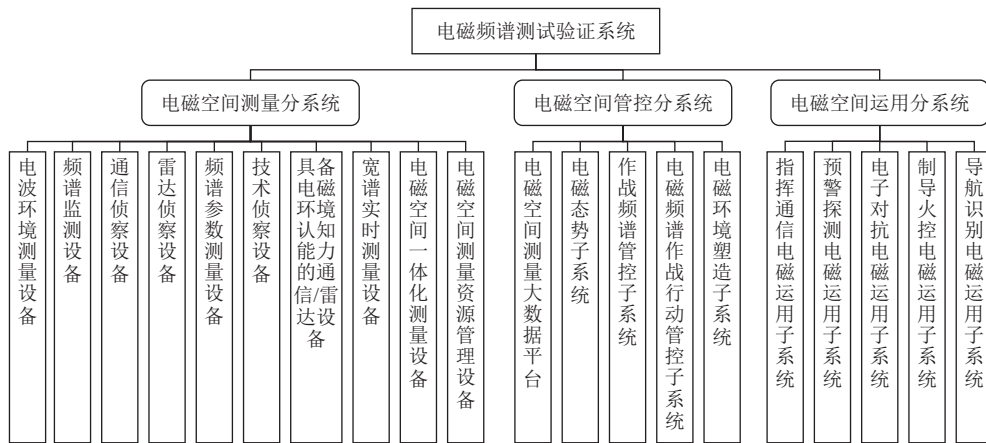 电磁频谱测试验证系统
电磁空间测量分系统
电磁空间管控分系统
电磁空间运用分系统
电波环境测量设备
频谱监测设备
通信侦察设备
雷达侦察设备
频谱参数测量设备
技术侦察设备
具备电磁环境认知能力的通信/雷达设备
宽谱实时测量设备
电磁空间一体化测量设备
电磁空间测量资源管理设备
电磁空间测量大数据平台
电磁态势子系统
作战频谱管控子系统
电磁频谱作战行动管控子系统
电磁环境塑造子系统
指挥通信电磁运用子系统
预警探测电磁运用子系统
电子对抗电磁运用子系统
制导火控电磁运用子系统
导航识别电磁运用子系统